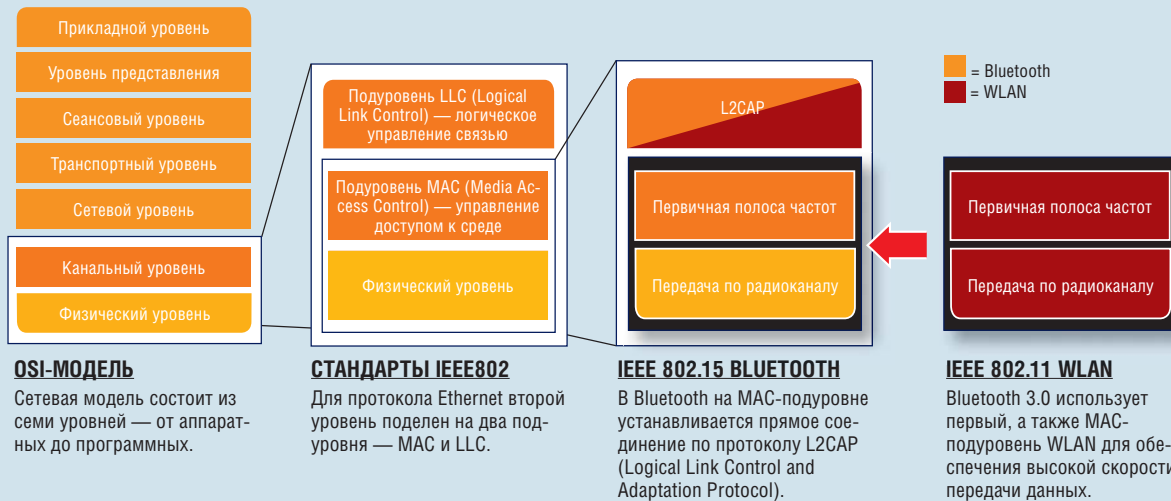 Прикладной уровень
Уровень представления
Сеансовый уровень
Транспортный уровень
Сетевой уровень
Канальный уровень
Физический уровень
OSI-МОДЕЛЬ
Сетевая модель состоит из
семи уровней — от аппарат-
ных до программных.
Подуровень LLC (Logical
Link Control) — логическое
управление связью
Подуровень MAC (Media Ac-
cess Control) — управление
доступом к среде
Физический уровень
СТАНДАРТЫ IEEE802
Для протокола Ethernet второй
уровень поделен на два под-
уровня — MAC и LLC.
L2CAP
Первичная полоса частот
Передача по радиоканалу
IEEE 802.15 BLUETOOTH
В Bluetooth на MAC-подуровне
устанавливается прямое сое-
динение по протоколу L2CAP
(Logical Link Control and
Adaptation Protocol).
= Bluetooth
= WLAN
Первичная полоса частот
Передача по радиоканалу
IEEE 802.11 WLAN
Bluetooth 3.0 использует
первый, а также MAC-
подуровень WLAN для обе-
спечения высокой скорости
передачи данных.